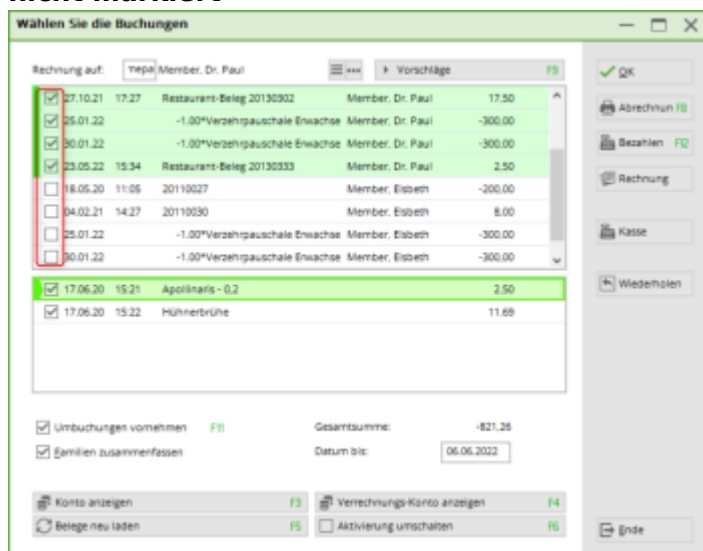 Wählen Sie die Buchungen
Rechnung auf: mepa Member, Dr. Paul Vorschläge F9
27.10.21 17:27 Restaurant-Beleg 20130302 Member, Dr. Paul 17,50
25.01.22 -1.00*Verzehrpauschale Erwachse Member, Dr. Paul -300,00
30.01.22 -1.00*Verzehrpauschale Erwachse Member, Dr. Paul -300,00
23.05.22 15:34 Restaurant-Beleg 20130333 Member, Dr. Paul 2,50
18.05.20 11:05 20110027 Member, Elsbeth -200,00
04.02.21 14:27 20110030 Member, Elsbeth 8,00
25.01.22 -1.00*Verzehrpauschale Erwachse Member, Elsbeth -300,00
30.01.22 -1.00*Verzehrpauschale Erwachse Member, Elsbeth -300,00
17.06.20 15:21 Apollinaris - 0,2 2.50
17.06.20 15:22 Hühnerbrühe 11.69
Umbuchungen vornehmen F11 Gesamtsumme: -821,26
Familien zusammenfassen Datum bis: 06.06.2022
Konto anzeigen F3 Verrechnungs-Konto anzeigen F4
Belege neu laden F5 Aktivierung umschalten F6
OK
Abrechnun F8
Bezahlen F12
Rechnung
Kasse
Wiederholen
Ende